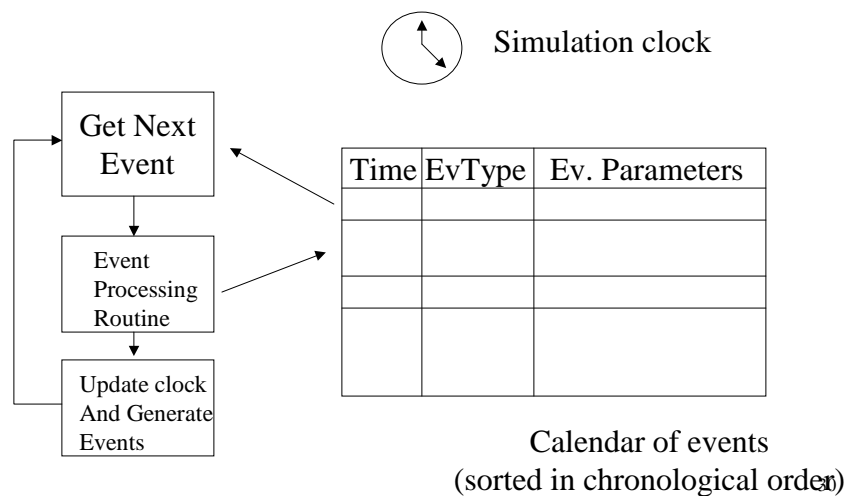 Simulation clock
Get Next
Event
Time EvType Ev. Parameters
Event
Processing
Routine
Update clock
And Generate
Events
Calendar of events
(sorted in chronological order)
30